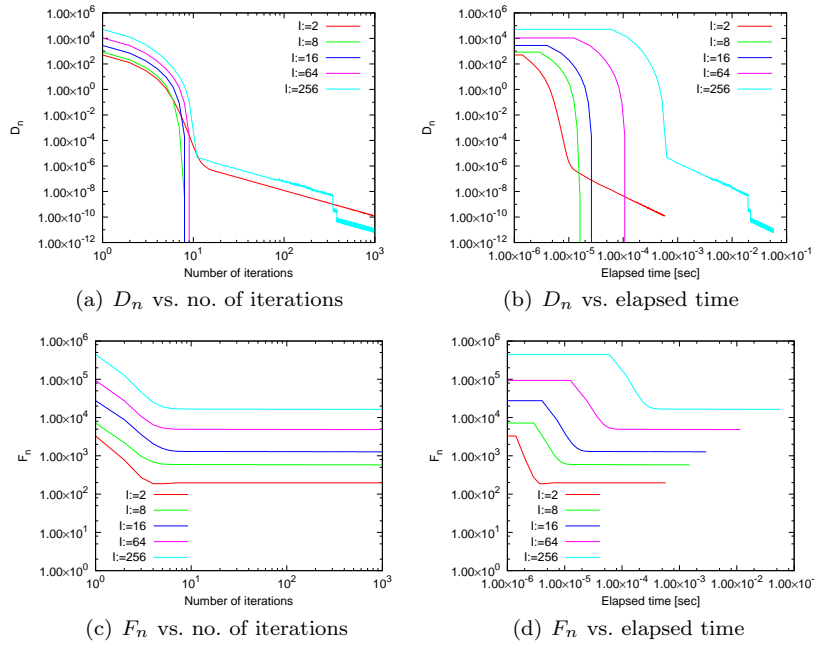 1.00×10^6
1.00×10^4
1.00×10^2
1.00×10^0
1.00×10^-2
1.00×10^-4
1.00×10^-6
1.00×10^-8
1.00×10^-10
1.00×10^-12
D_n
10^0
10^1
10^2
10^3
Number of iterations
I:=2
I:=8
I:=16
I:=64
I:=256
(a) D_n vs. no. of iterations
1.00×10^6
1.00×10^4
1.00×10^2
1.00×10^0
1.00×10^-2
1.00×10^-4
1.00×10^-6
1.00×10^-8
1.00×10^-10
1.00×10^-12
D_n
1.00×10^-6
1.00×10^-5
1.00×10^-4
1.00×10^-3
1.00×10^-2
1.00×10^-1
Elapsed time [sec]
I:=2
I:=8
I:=16
I:=64
I:=256
(b) D_n vs. elapsed time
1.00×10^6
1.00×10^5
1.00×10^4
1.00×10^3
1.00×10^2
1.00×10^1
1.00×10^0
F_n
10^0
10^1
10^2
10^3
Number of iterations
I:=2
I:=8
I:=16
I:=64
I:=256
(c) F_n vs. no. of iterations
1.00×10^6
1.00×10^5
1.00×10^4
1.00×10^3
1.00×10^2
1.00×10^1
1.00×10^0
F_n
1.00×10^-6
1.00×10^-5
1.00×10^-4
1.00×10^-3
1.00×10^-2
1.00×10^-1
Elapsed time [sec]
I:=2
I:=8
I:=16
I:=64
I:=256
(d) F_n vs. elapsed time